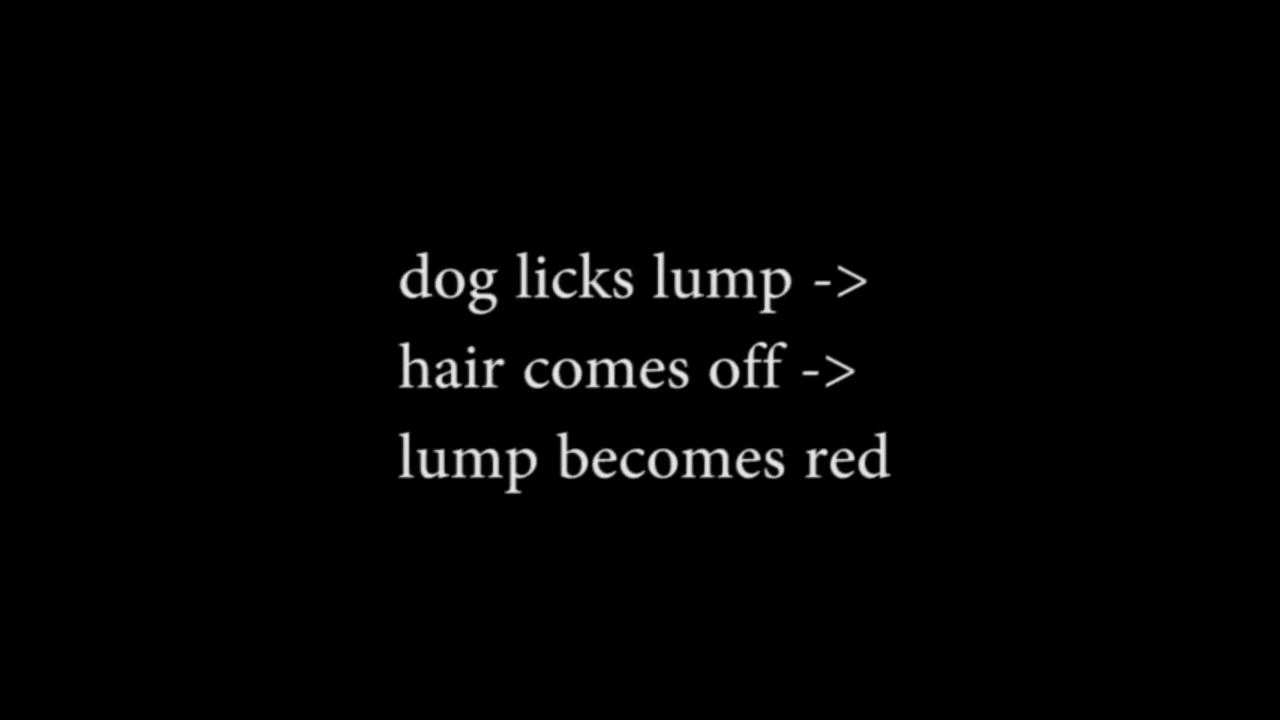 dog licks lump ->
hair comes off ->
lump becomes red